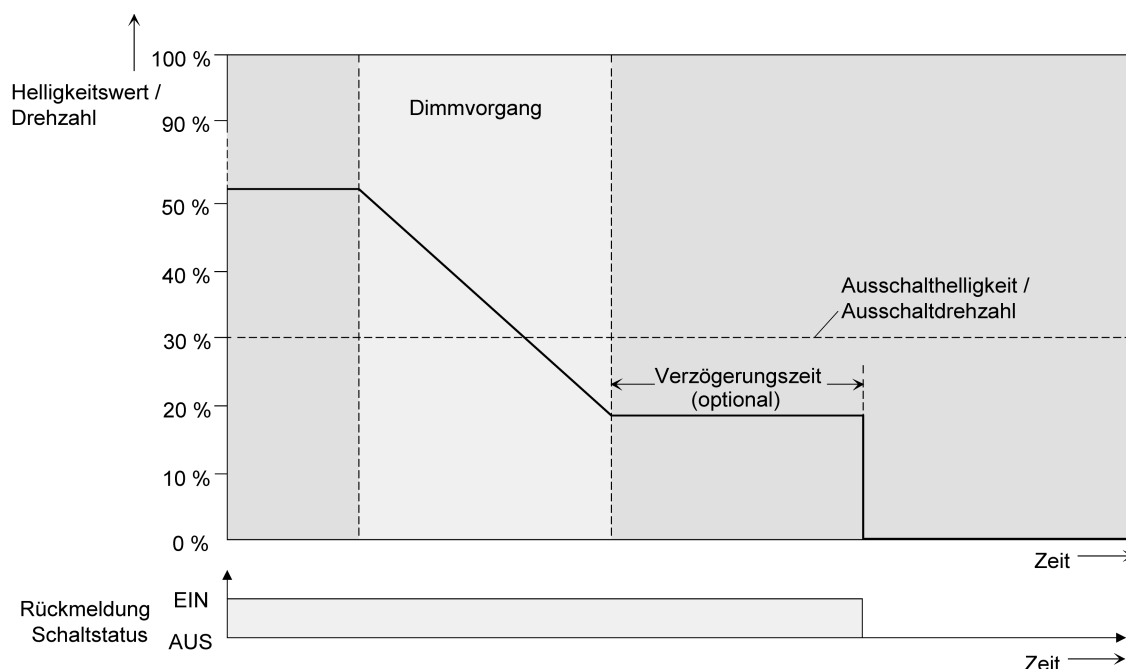 100 %
Helligkeitswert /
Drehzahl
Dimmvorgang
90 %
50 %
40 %
Ausschalthelligkeit /
Ausschaltdrehzahl
30 %
Verzögerungszeit
(optional)
20 %
10 %
0 %
Zeit
Rückmeldung
Schaltstatus
EIN
AUS
Zeit